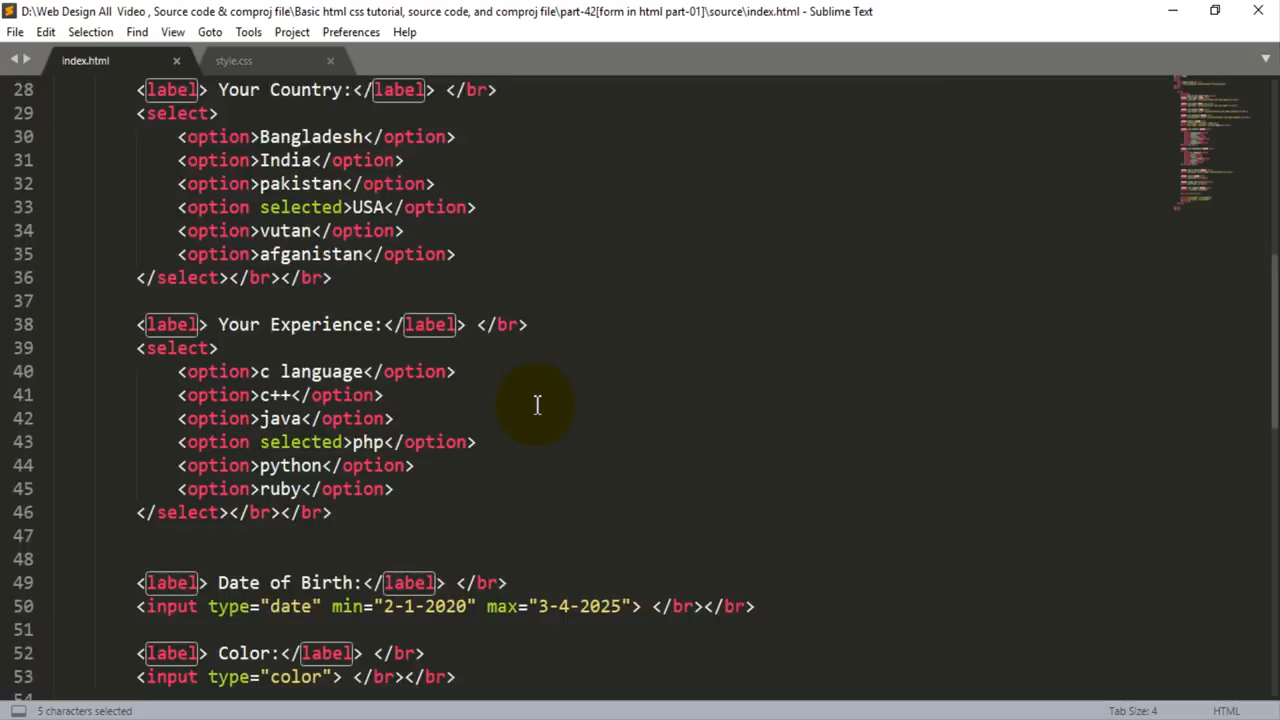 D:\Web Design All Video , Source code & comproj file\Basic html css tutorial, source code, and comproj file\part-42[form in html part-01]\source\index.html - Sublime Text
File Edit Selection Find View Goto Tools Project Preferences Help
index.html × style.css ×
28 <label> Your Country:</label> </br>
29 <select>
30 <option>Bangladesh</option>
31 <option>India</option>
32 <option>pakistan</option>
33 <option selected>USA</option>
34 <option>vutan</option>
35 <option>afganistan</option>
36 </select></br></br>
37
38 <label> Your Experience:</label> </br>
39 <select>
40 <option>c language</option>
41 <option>c++</option>
42 <option>java</option>
43 <option selected>php</option>
44 <option>python</option>
45 <option>ruby</option>
46 </select></br></br>
47
48
49 <label> Date of Birth:</label> </br>
50 <input type="date" min="2-1-2020" max="3-4-2025"> </br></br>
51
52 <label> Color:</label> </br>
53 <input type="color"> </br></br>
54
5 characters selected Tab Size: 4 HTML